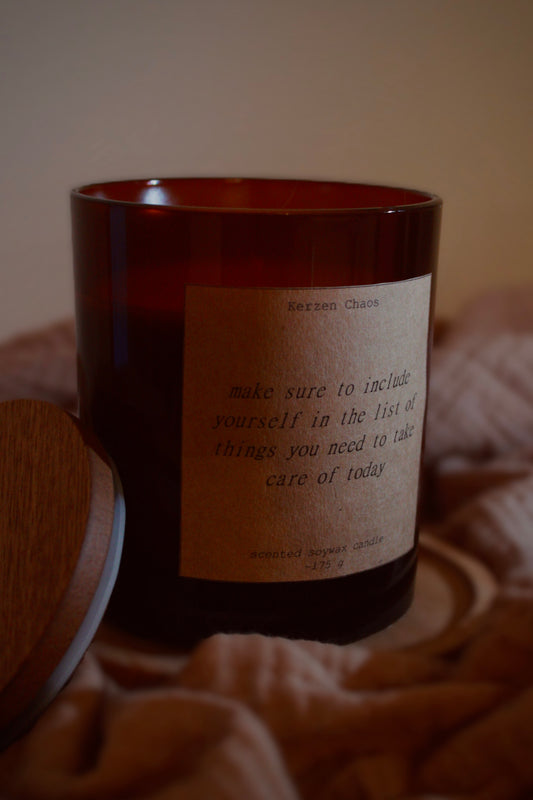 Kerzen Chaos
make sure to include
yourself in the list of
things you need to take
care of today
scented soywax candle
~175 g